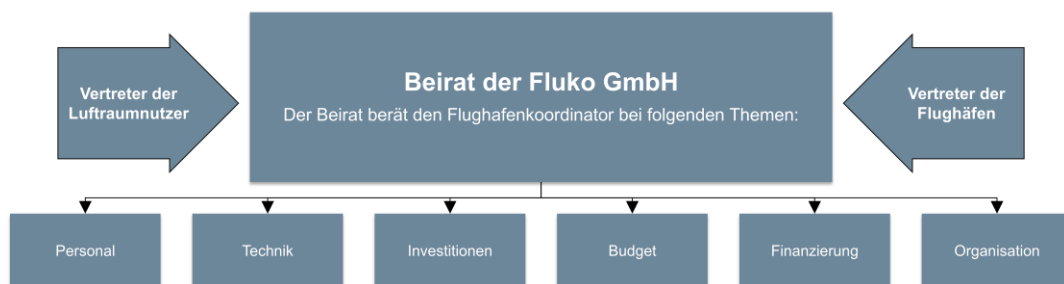 Beirat der Fluko GmbH
Der Beirat berät den Flughafenkoordinator bei folgenden Themen:
Vertreter der
Luftraumnutzer
Vertreter der
Flughäfen
Personal
Technik
Investitionen
Budget
Finanzierung
Organisation